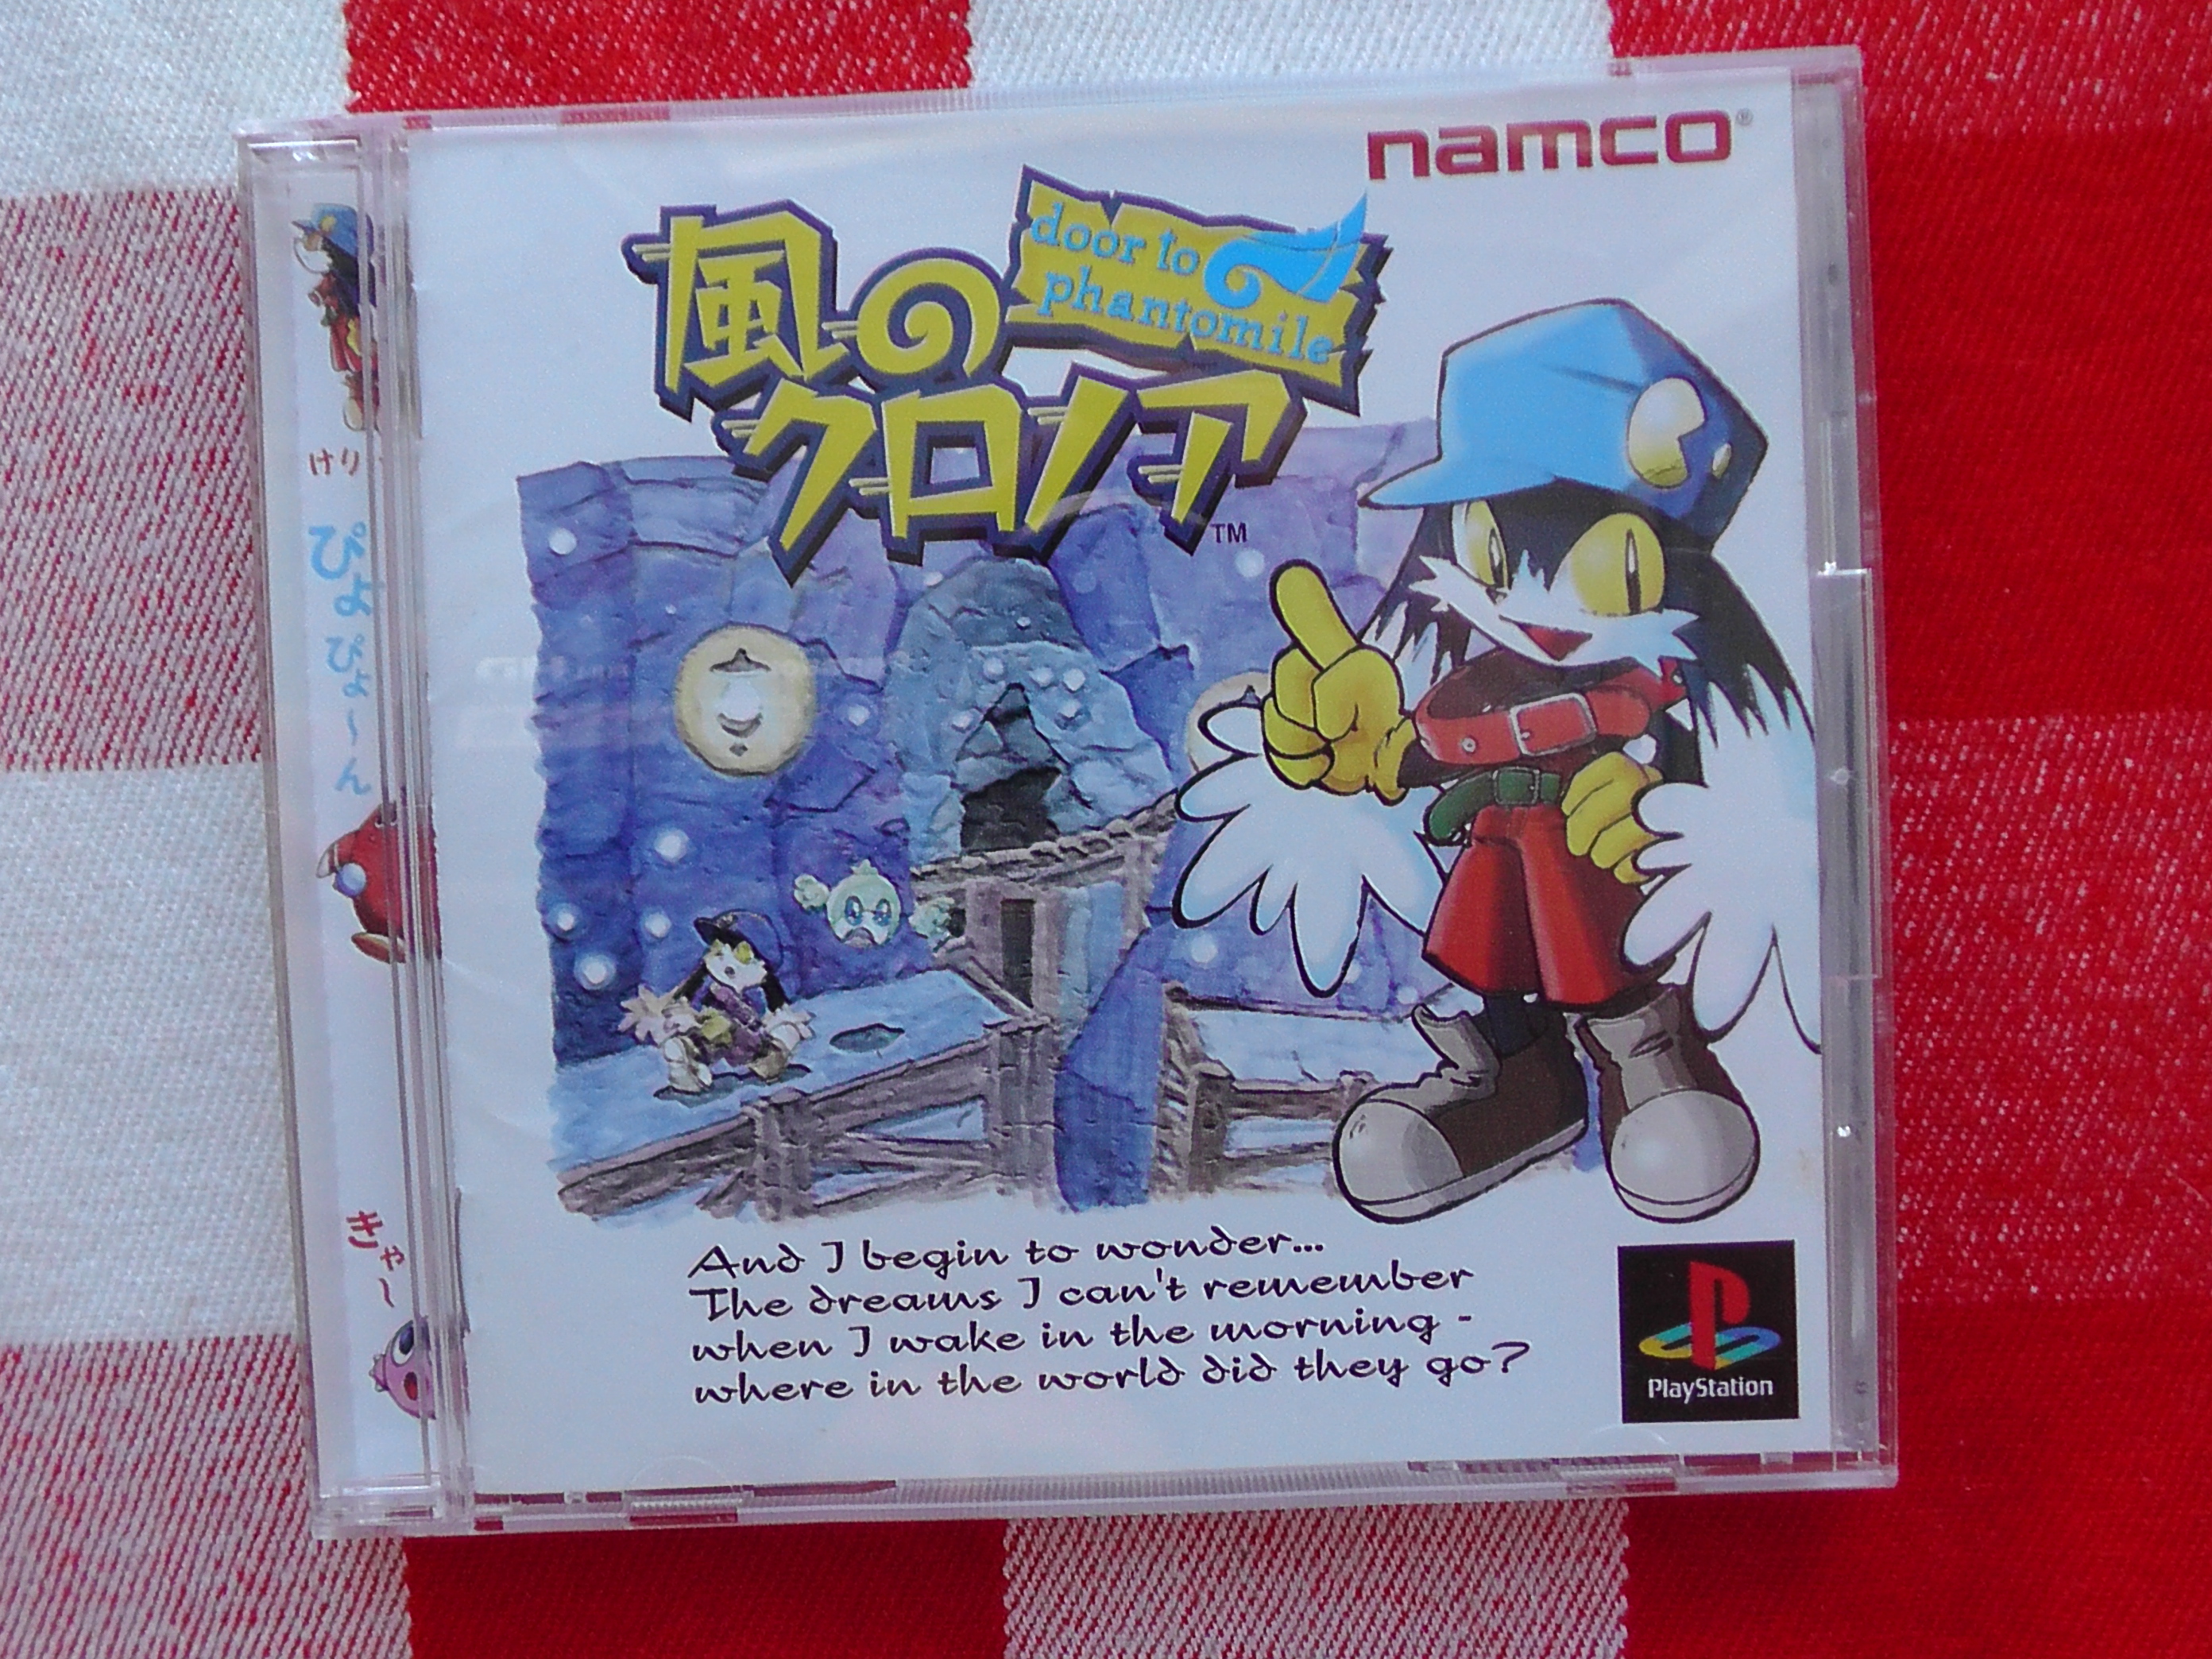 namco®
風の
door to
phantomile
クロノア
TM
けり
ぴょ
ぴょ〜ん
きゃ〜
And I begin to wonder...
The dreams I can't remember
when I wake in the morning -
where in the world did they go?
PlayStation